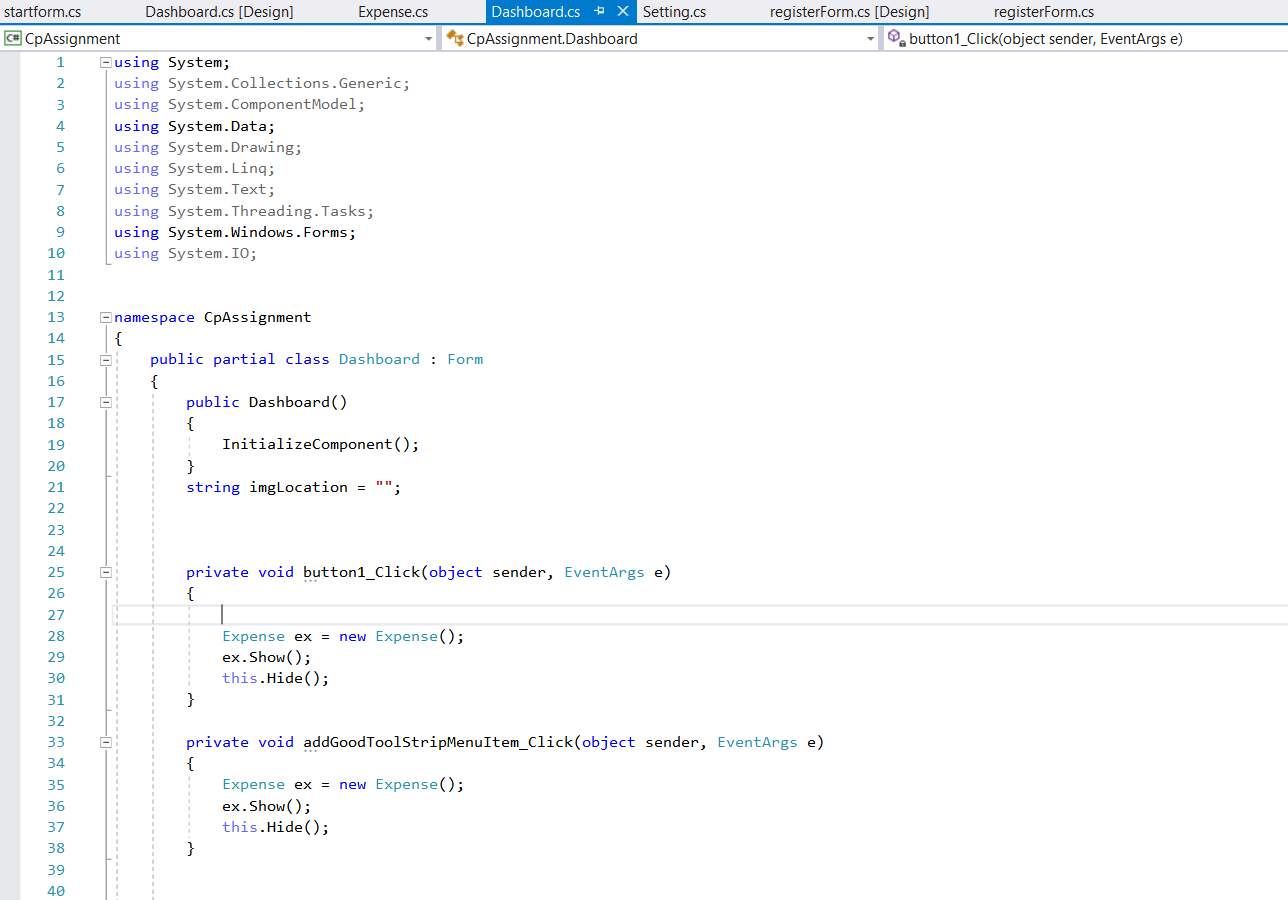 startform.cs Dashboard.cs [Design] Expense.cs Dashboard.cs Setting.cs registerForm.cs [Design] registerForm.cs
C# CpAssignment CpAssignment.Dashboard button1_Click(object sender, EventArgs e)
1 using System;
2 using System.Collections.Generic;
3 using System.ComponentModel;
4 using System.Data;
5 using System.Drawing;
6 using System.Linq;
7 using System.Text;
8 using System.Threading.Tasks;
9 using System.Windows.Forms;
10 using System.IO;
11
12
13 namespace CpAssignment
14 {
15 public partial class Dashboard : Form
16 {
17 public Dashboard()
18 {
19 InitializeComponent();
20 }
21 string imgLocation = "";
22
23
24
25 private void button1_Click(object sender, EventArgs e)
26 {
27
28 Expense ex = new Expense();
29 ex.Show();
30 this.Hide();
31 }
32
33 private void addGoodToolStripMenuItem_Click(object sender, EventArgs e)
34 {
35 Expense ex = new Expense();
36 ex.Show();
37 this.Hide();
38 }
39
40